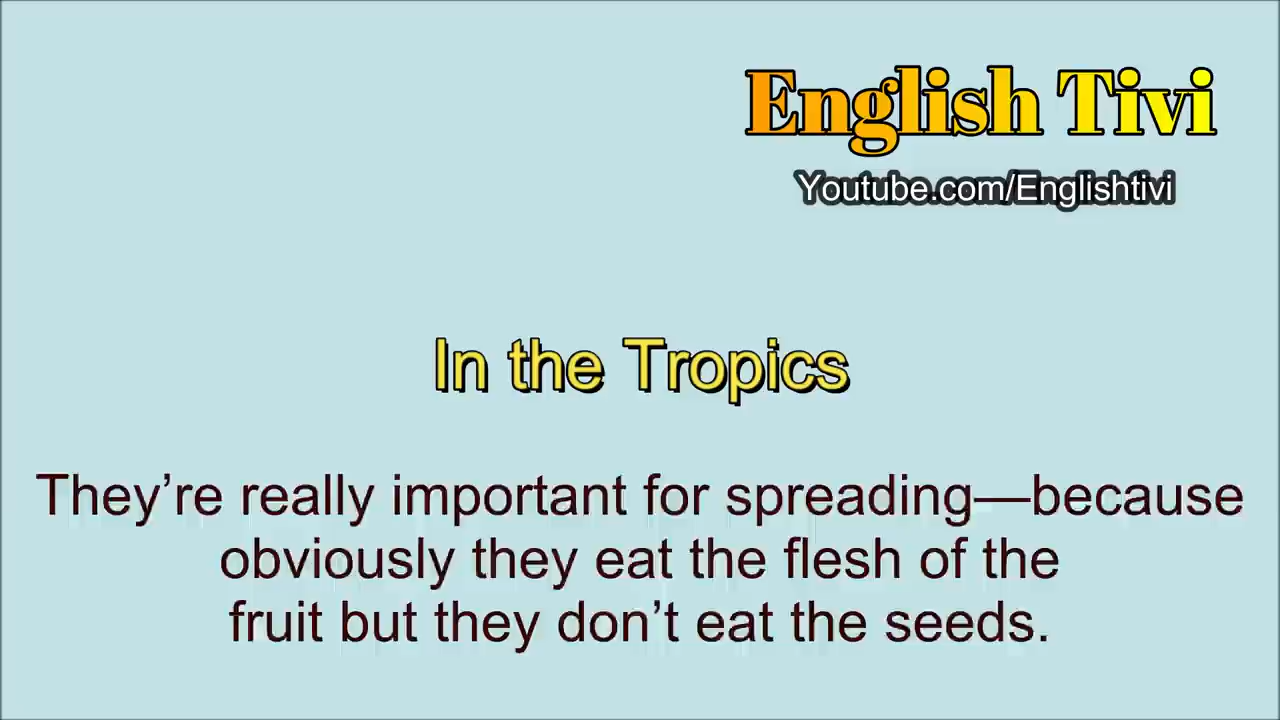 English Tivi
Youtube.com/Englishtivi
In the Tropics
They’re really important for spreading—because
obviously they eat the flesh of the
fruit but they don’t eat the seeds.